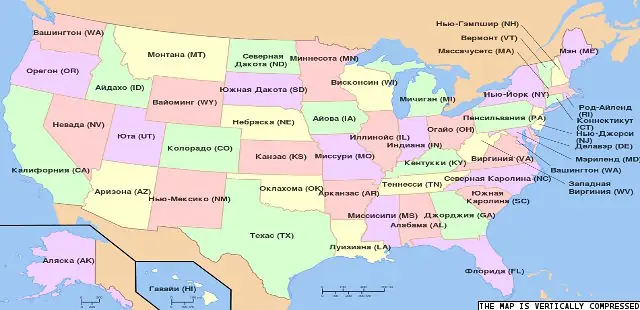 Нью-Гэмпшир (NH)
Вермонт (VT)
Массачусетс (MA)
Вашингтон (WA)
Мэн (ME)
Монтана (MT)
Северная
Дакота (ND)
Миннесота (MN)
Орегон (OR)
Айдахо (ID)
Висконсин (WI)
Южная Дакота (SD)
Вайоминг (WY)
Мичиган (MI)
Нью-Йорк (NY)
Род-Айленд
(RI)
Коннектикут
(CT)
Нью-Джерси
(NJ)
Делавэр (DE)
Мэриленд (MD)
Вашингтон (WA)
Западная
Виргиния (WV)
Небраска (NE)
Айова (IA)
Пенсильвания (PA)
Невада (NV)
Юта (UT)
Колорадо (CO)
Иллинойс (IL)
Индиана (IN)
Огайо (OH)
Канзас (KS)
Миссури (MO)
Кентукки (KY)
Виргиния (VA)
Калифорния (CA)
Аризона (AZ)
Нью-Мексико (NM)
Оклахома (OK)
Арканзас (AR)
Теннесси (TN)
Северная Каролина (NC)
Южная
Каролина (SC)
Миссисипи (MS)
Алабама (AL)
Джорджия (GA)
Техас (TX)
Луизиана (LA)
Флорида (FL)
Аляска (AK)
Гавайи (HI)
THE MAP IS VERTICALLY COMPRESSED